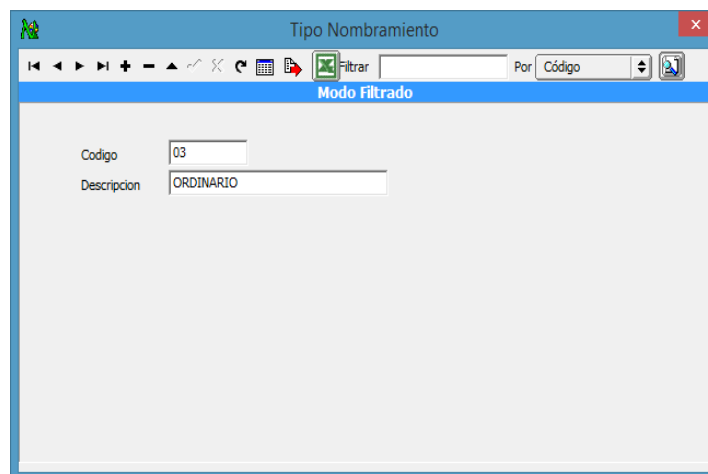 Tipo Nombramiento
Filtrar Por Código
Modo Filtrado
Codigo 03
Descripcion ORDINARIO